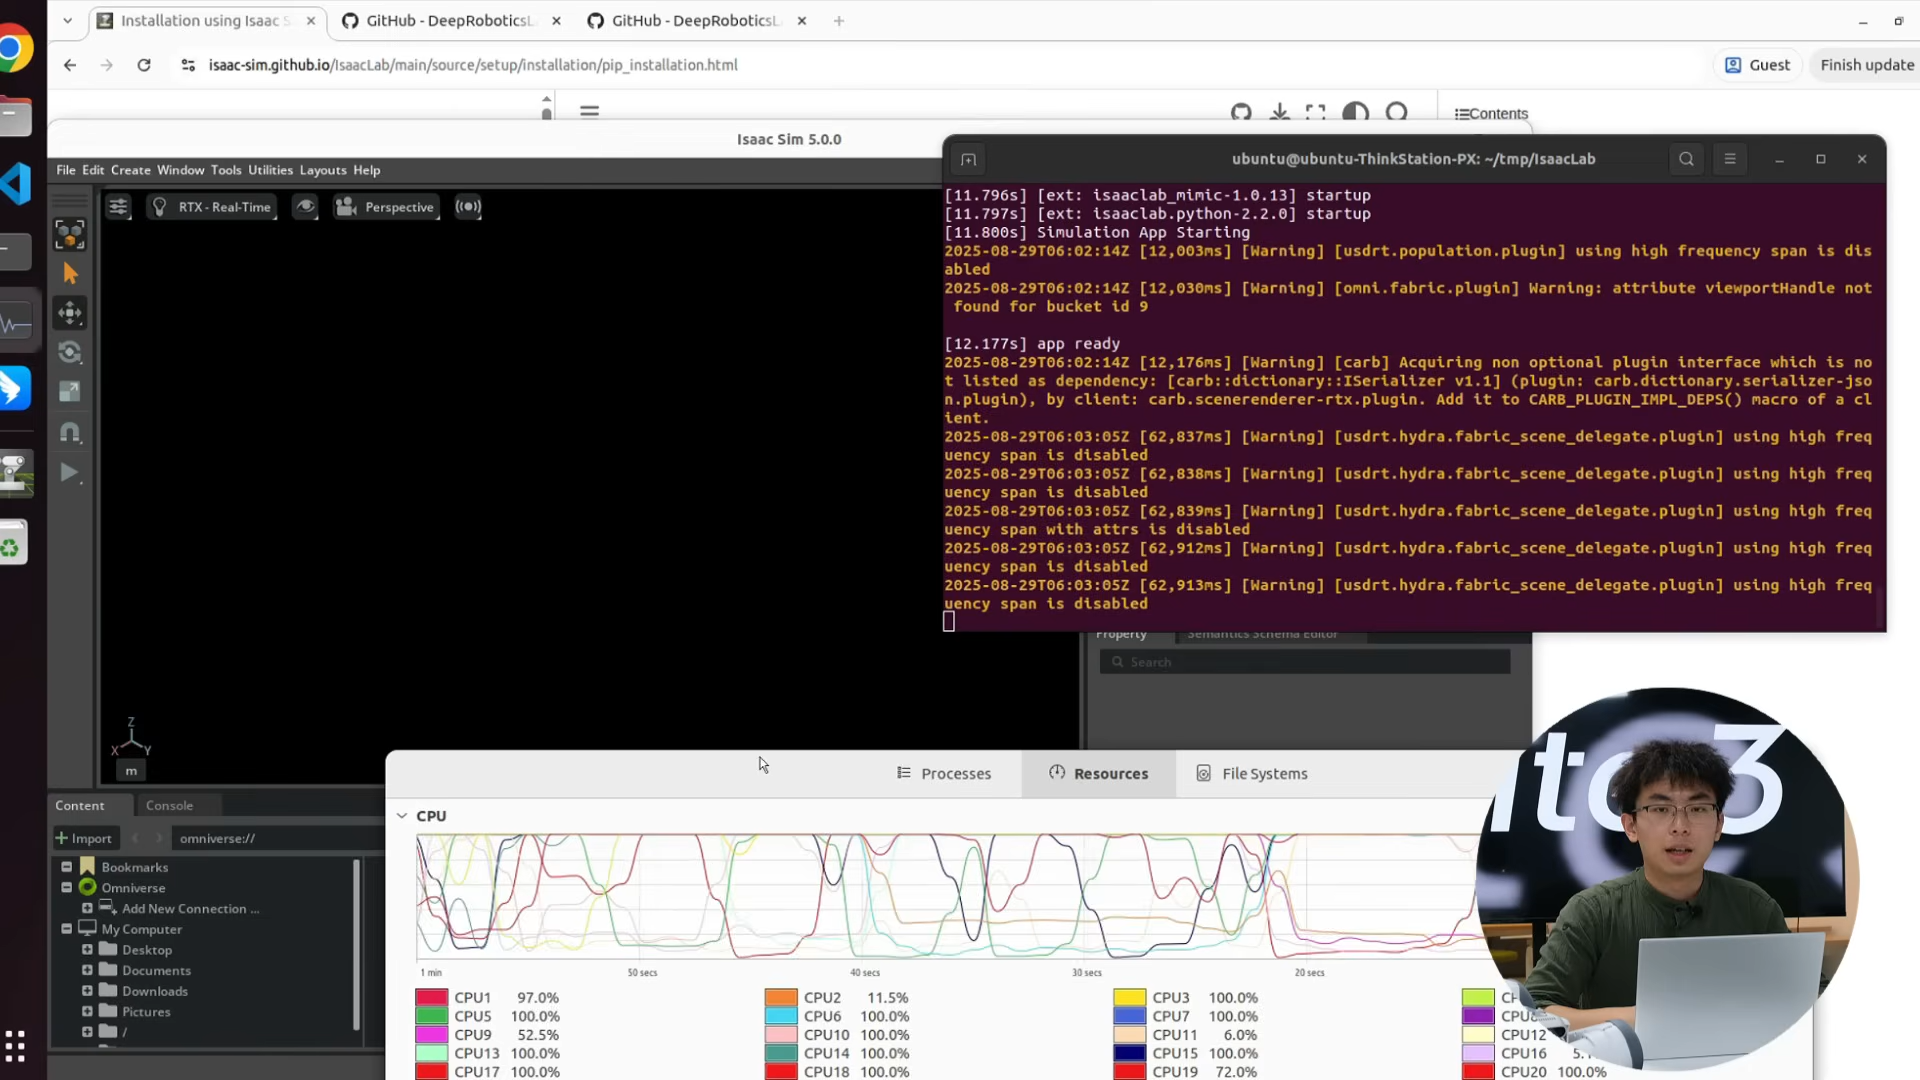 Installation using Isaac S
GitHub - DeepRoboticsL
GitHub - DeepRoboticsL
isaac-sim.github.io/IsaacLab/main/source/setup/installation/pip_installation.html
Guest
Finish update
Contents
Isaac Sim 5.0.0
File Edit Create Window Tools Utilities Layouts Help
RTX - Real-Time
Perspective
ubuntu@ubuntu-ThinkStation-PX: ~/tmp/IsaacLab
[11.796s] [ext: isaaclab_mimic-1.0.13] startup
[11.797s] [ext: isaaclab.python-2.2.0] startup
[11.800s] Simulation App Starting
2025-08-29T06:02:14Z [12,003ms] [Warning] [usdrt.population.plugin] using high frequency span is dis
abled
2025-08-29T06:02:14Z [12,030ms] [Warning] [omni.fabric.plugin] Warning: attribute viewportHandle not
found for bucket id 9
[12.177s] app ready
2025-08-29T06:02:14Z [12,176ms] [Warning] [carb] Acquiring non optional plugin interface which is no
t listed as dependency: [carb::dictionary::ISerializer v1.1] (plugin: carb.dictionary.serializer-jso
n.plugin), by client: carb.scenerenderer-rtx.plugin. Add it to CARB_PLUGIN_IMPL_DEPS() macro of a cl
ient.
2025-08-29T06:03:05Z [62,837ms] [Warning] [usdrt.hydra.fabric_scene_delegate.plugin] using high freq
uency span is disabled
2025-08-29T06:03:05Z [62,838ms] [Warning] [usdrt.hydra.fabric_scene_delegate.plugin] using high freq
uency span is disabled
2025-08-29T06:03:05Z [62,839ms] [Warning] [usdrt.hydra.fabric_scene_delegate.plugin] using high freq
uency span with attrs is disabled
2025-08-29T06:03:05Z [62,912ms] [Warning] [usdrt.hydra.fabric_scene_delegate.plugin] using high freq
uency span is disabled
2025-08-29T06:03:05Z [62,913ms] [Warning] [usdrt.hydra.fabric_scene_delegate.plugin] using high freq
uency span is disabled
Property
Semantics Schema Editor
Search
Z
X Y
m
Processes
Resources
File Systems
Content
Console
Import
omniverse://
Bookmarks
Omniverse
Add New Connection ...
My Computer
Desktop
Documents
Downloads
Pictures
/
CPU
1 min
50 secs
40 secs
30 secs
20 secs
CPU1 97.0%
CPU2 11.5%
CPU3 100.0%
CPU5 100.0%
CPU6 100.0%
CPU7 100.0%
CPU9 52.5%
CPU10 100.0%
CPU11 6.0%
CPU12
CPU13 100.0%
CPU14 100.0%
CPU15 100.0%
CPU16
CPU17 100.0%
CPU18 100.0%
CPU19 72.0%
CPU20 100.0%